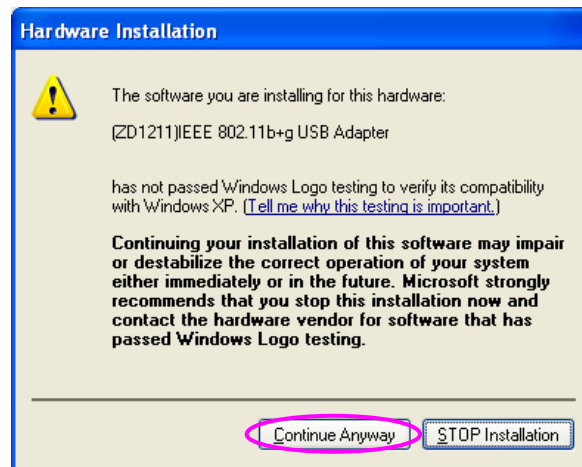 Hardware Installation
The software you are installing for this hardware:
(ZD1211)IEEE 802.11b+g USB Adapter
has not passed Windows Logo testing to verify its compatibility
with Windows XP. (Tell me why this testing is important.)
Continuing your installation of this software may impair
or destabilize the correct operation of your system
either immediately or in the future. Microsoft strongly
recommends that you stop this installation now and
contact the hardware vendor for software that has
passed Windows Logo testing.
Continue Anyway
STOP Installation